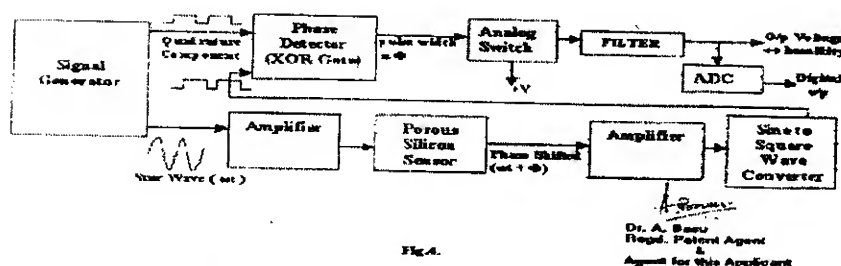 Signal
Generator
Quadrature
Component
Phase
Detector
(XOR Gate)
pulse width
Analog
Switch
+V
FILTER
O/p Voltage
ADC
Digital
o/p
Sine Wave (ωt)
Amplifier
Porous
Silicon
Sensor
Phase Shifted
(ωt + Φ)
Amplifier
Sine to
Square
Wave
Converter
Dr. A. Basu
Regd. Patent Agent
&
Agent for this Applicant
Fig.4.